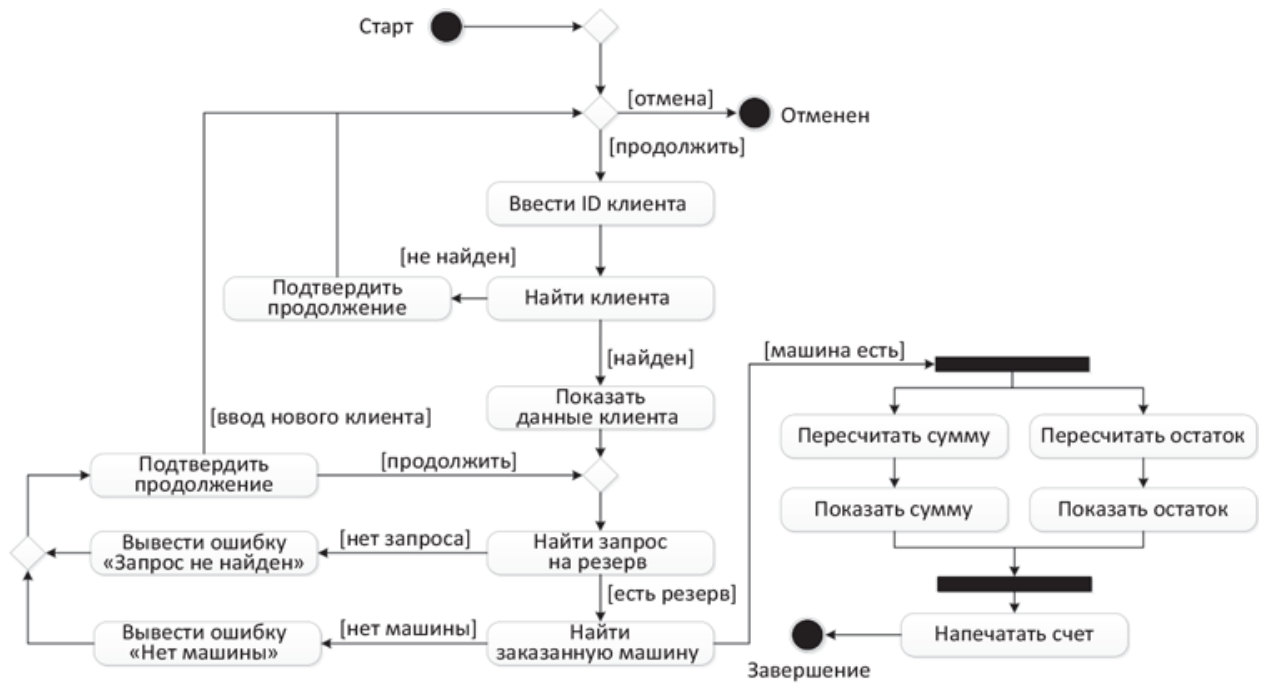 Старт
[отмена]
Отменен
[продолжить]
Ввести ID клиента
[не найден]
Подтвердить
продолжение
Найти клиента
[найден]
[машина есть]
Показать
данные клиента
[ввод нового клиента]
Пересчитать сумму
Пересчитать остаток
Подтвердить
продолжение
[продолжить]
Показать сумму
Показать остаток
Вывести ошибку
«Запрос не найден»
[нет запроса]
Найти запрос
на резерв
[есть резерв]
Вывести ошибку
«Нет машины»
[нет машины]
Найти
заказанную машину
Напечатать счет
Завершение